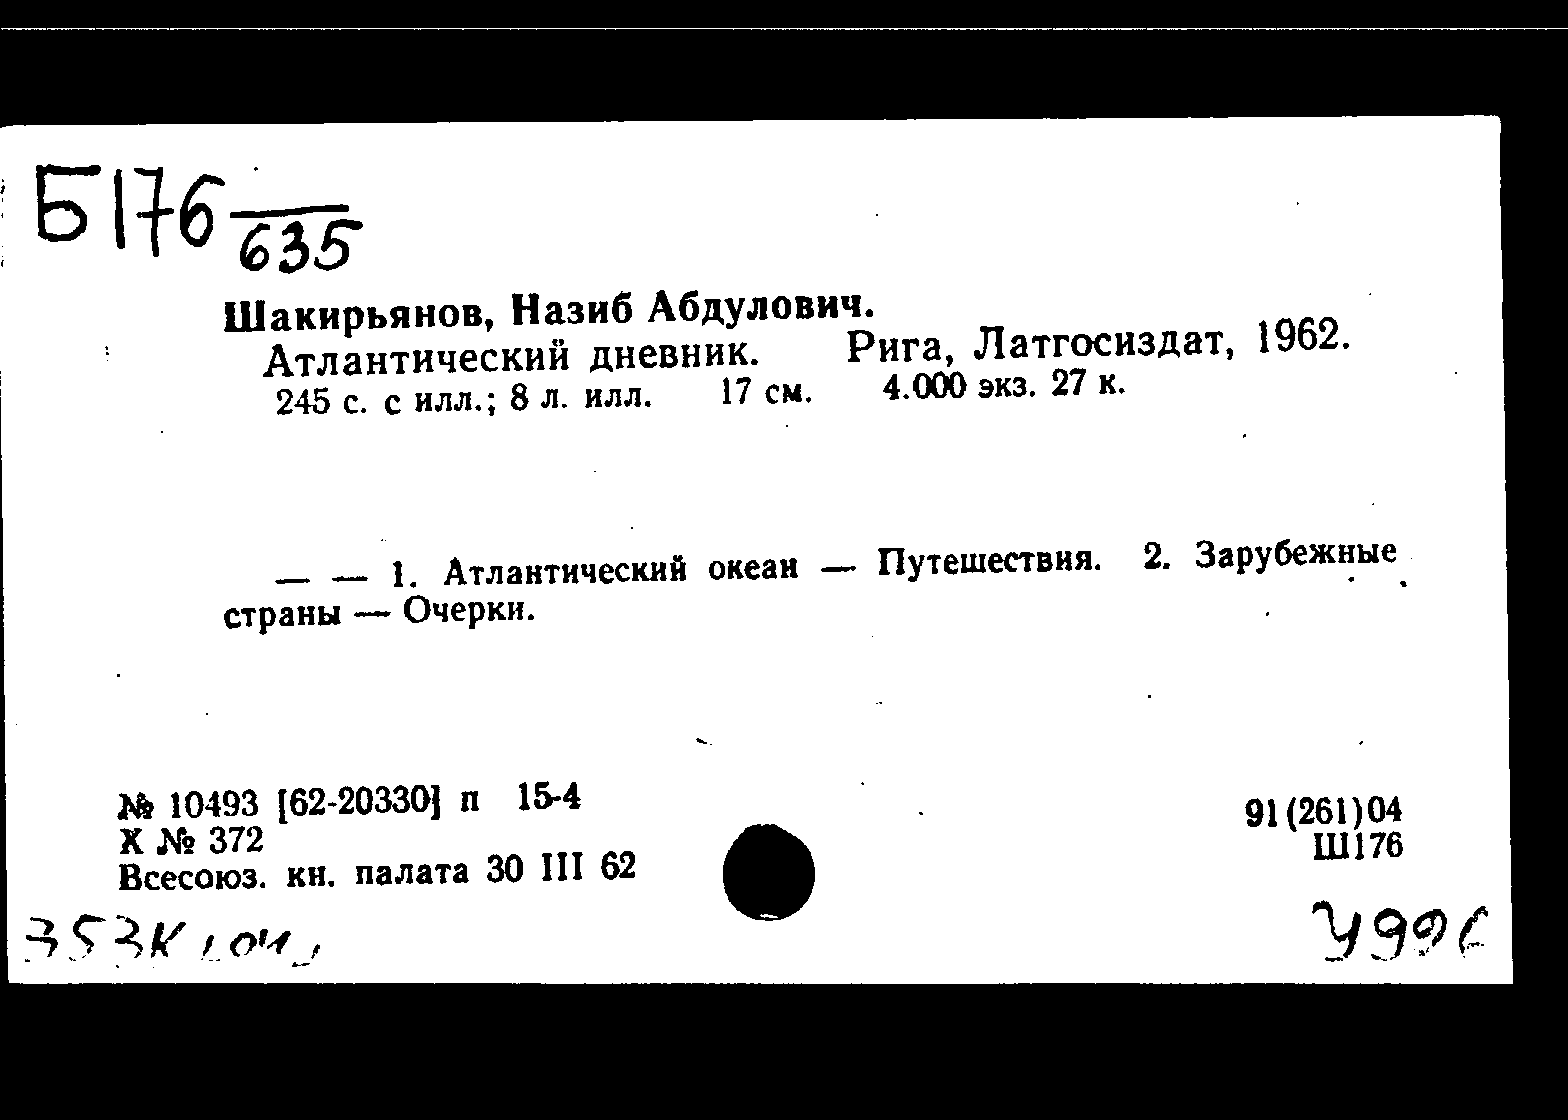 Б176
635
Шакирьянов, Назиб Абдулович.
Атлантический дневник. Рига, Латгосиздат, 1962.
245 с. с илл.; 8 л. илл. 17 см. 4.000 экз. 27 к.
— — 1. Атлантический океан — Путешествия. 2. Зарубежные
страны — Очерки.
№ 10493 [62-20330] п 15-4
Х № 372
Всесоюз. кн. палата 30 III 62
91(261)04
Ш176